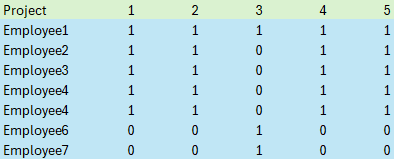 Project 1 2 3 4 5
Employee1 1 1 1 1 1
Employee2 1 1 0 1 1
Employee3 1 1 0 1 1
Employee4 1 1 0 1 1
Employee4 1 1 0 1 1
Employee6 0 0 1 0 0
Employee7 0 0 1 0 0